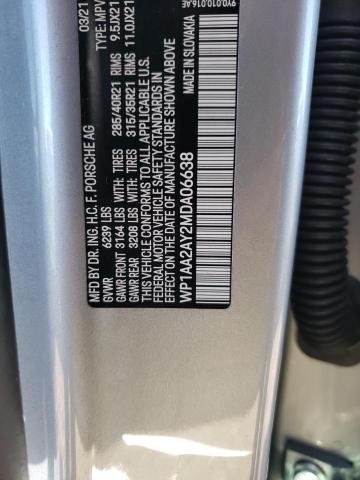 MFD BY DR. ING. H.C. F. PORSCHE AG 03/21
GVWR 6239 LBS TYPE: MPV
GAWR FRONT 3164 LBS WITH: TIRES 285/40R21 RIMS 9.5JX21
GAWR REAR 3208 LBS WITH: TIRES 315/35R21 RIMS 11.0JX21
THIS VEHICLE CONFORMS TO ALL APPLICABLE U.S.
FEDERAL MOTOR VEHICLE SAFETY STANDARDS IN
EFFECT ON THE DATE OF MANUFACTURE SHOWN ABOVE
WP1AA2AY2MDA06638
MADE IN SLOVAKIA
9Y0.010.016.AE